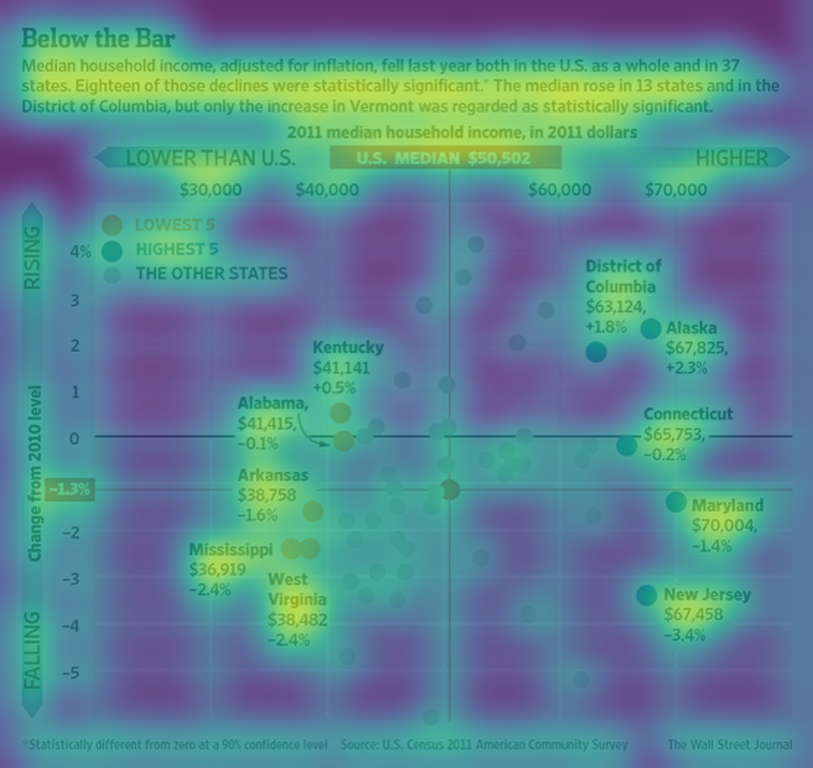 Below the Bar
Median household income, adjusted for inflation, fell last year both in the U.S. as a whole and in 37
states. Eighteen of those declines were statistically significant.* The median rose in 13 states and in the
District of Columbia, but only the increase in Vermont was regarded as statistically significant.
2011 median household income, in 2011 dollars
LOWER THAN U.S.
U.S. MEDIAN $50,502
HIGHER
$30,000
$40,000
$60,000
$70,000
RISING
Change from 2010 level
FALLING
LOWEST 5
HIGHEST 5
THE OTHER STATES
4%
3
2
1
0
–1.3%
–2
–3
–4
–5
District of
Columbia
$63,124,
+1.8%
Alaska
$67,825,
+2.3%
Kentucky
$41,141
+0.5%
Alabama,
$41,415,
–0.1%
Connecticut
$65,753,
–0.2%
Arkansas
$38,758
–1.6%
Maryland
$70,004,
–1.4%
Mississippi
$36,919
–2.4%
West
Virginia
$38,482
–2.4%
New Jersey
$67,458
–3.4%
*Statistically different from zero at a 90% confidence level
Source: U.S. Census 2011 American Community Survey
The Wall Street Journal